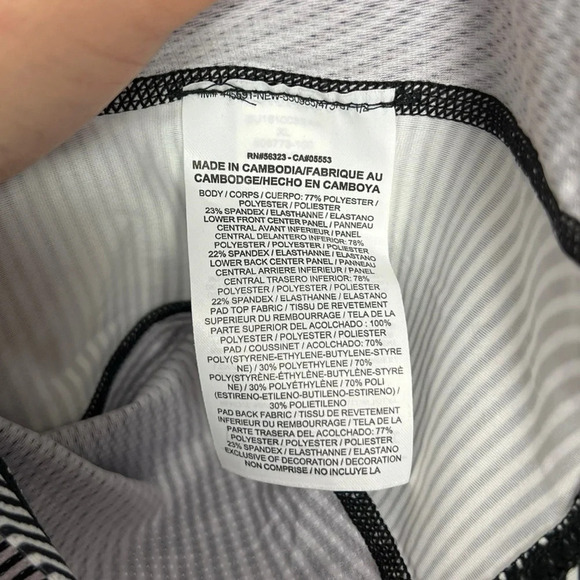 RN#56323 - CA#05553
MADE IN CAMBODIA/FABRIQUE AU
CAMBODGE/HECHO EN CAMBOYA
BODY / CORPS / CUERPO: 77% POLYESTER /
POLYESTER / POLIESTER
23% SPANDEX / ELASTHANNE / ELASTANO
LOWER FRONT CENTER PANEL / PANNEAU
CENTRAL AVANT INFERIEUR / PANEL
CENTRAL DELANTERO INFERIOR: 78%
POLYESTER / POLYESTER / POLIESTER
22% SPANDEX / ELASTHANNE / ELASTANO
LOWER BACK CENTER PANEL / PANNEAU
CENTRAL ARRIERE INFERIEUR / PANEL
CENTRAL TRASERO INFERIOR: 78%
POLYESTER / POLYESTER / POLIESTER
22% SPANDEX / ELASTHANNE / ELASTANO
PAD TOP FABRIC / TISSU DE REVETEMENT
SUPERIEUR DU REMBOURRAGE / TELA DE LA
PARTE SUPERIOR DEL ACOLCHADO: 100%
POLYESTER / POLYESTER / POLIESTER
PAD / COUSSINET / ACOLCHADO: 70%
POLY(STYRENE-ETHYLENE-BUTYLENE-STYRE
NE) / 30% POLYETHYLENE / 70%
POLY(STYRÈNE-ÉTHYLÈNE-BUTYLÈNE-STYRÈ
NE) / 30% POLYÉTHYLÈNE / 70% POLI
(ESTIRENO-ETILENO-BUTILENO-ESTIRENO) /
30% POLIETILENO
PAD BACK FABRIC / TISSU DE REVETEMENT
INFERIEUR DU REMBOURRAGE / TELA DE LA
PARTE TRASERA DEL ACOLCHADO: 77%
POLYESTER / POLYESTER / POLIESTER
23% SPANDEX / ELASTHANNE / ELASTANO
EXCLUSIVE OF DECORATION / DECORATION
NON COMPRISE / NO INCLUYE LA